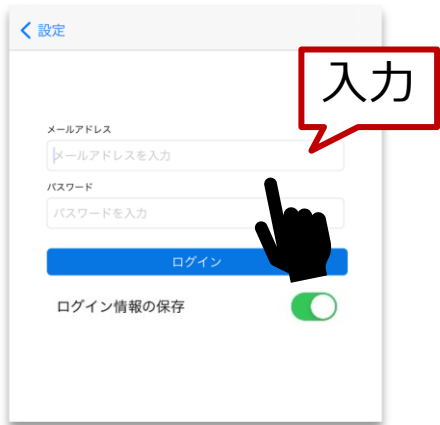 設定
入力
メールアドレス
メールアドレスを入力
パスワード
パスワードを入力
ログイン
ログイン情報の保存